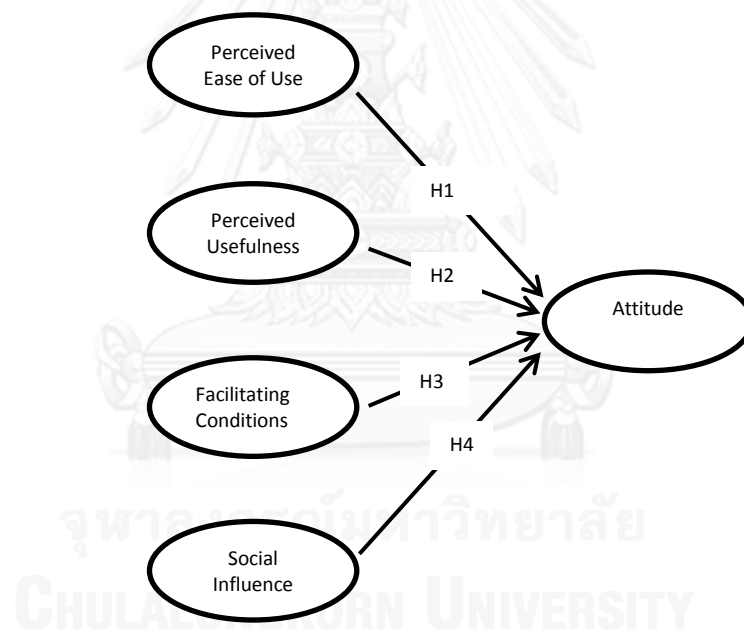 Perceived
Ease of Use
H1
Perceived
Usefulness
H2
Attitude
Facilitating
Conditions
H3
H4
จุฬาลงกรณ์มหาวิทยาลัย
Social
Influence
CHULALONGKORN UNIVERSITY